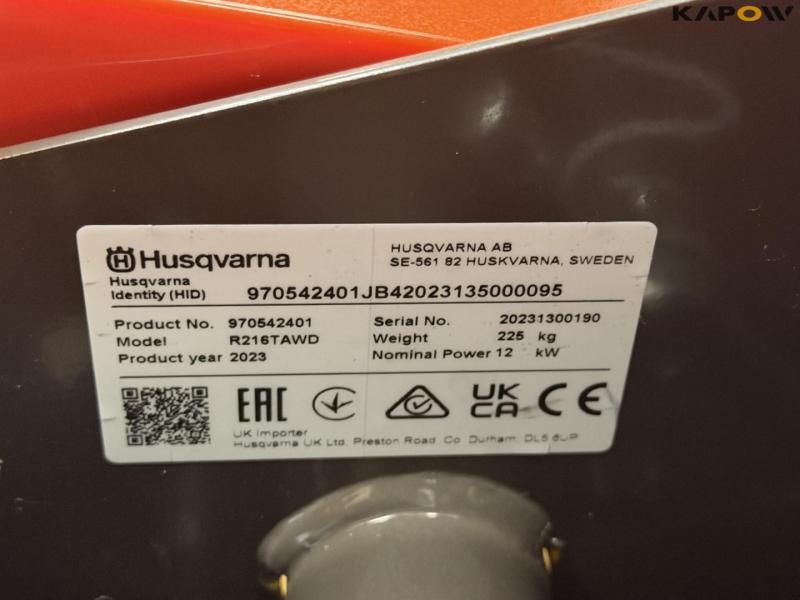 KAPOW
Husqvarna
HUSQVARNA AB
SE-561 82 HUSKVARNA, SWEDEN
Husqvarna
Identity (HID) 970542401JB42023135000095
Product No. 970542401 Serial No. 20231300190
Model R216TAWD Weight 225 kg
Product year 2023 Nominal Power 12 kW
EAC UK CA CE
UK Importer
Husqvarna UK Ltd, Preston Road, Co Durham, DL5 6UP